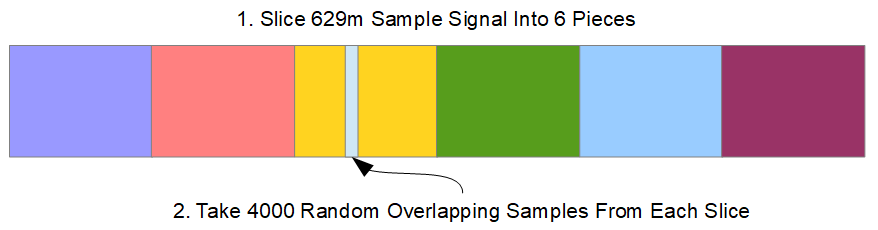 1. Slice 629m Sample Signal Into 6 Pieces
2. Take 4000 Random Overlapping Samples From Each Slice